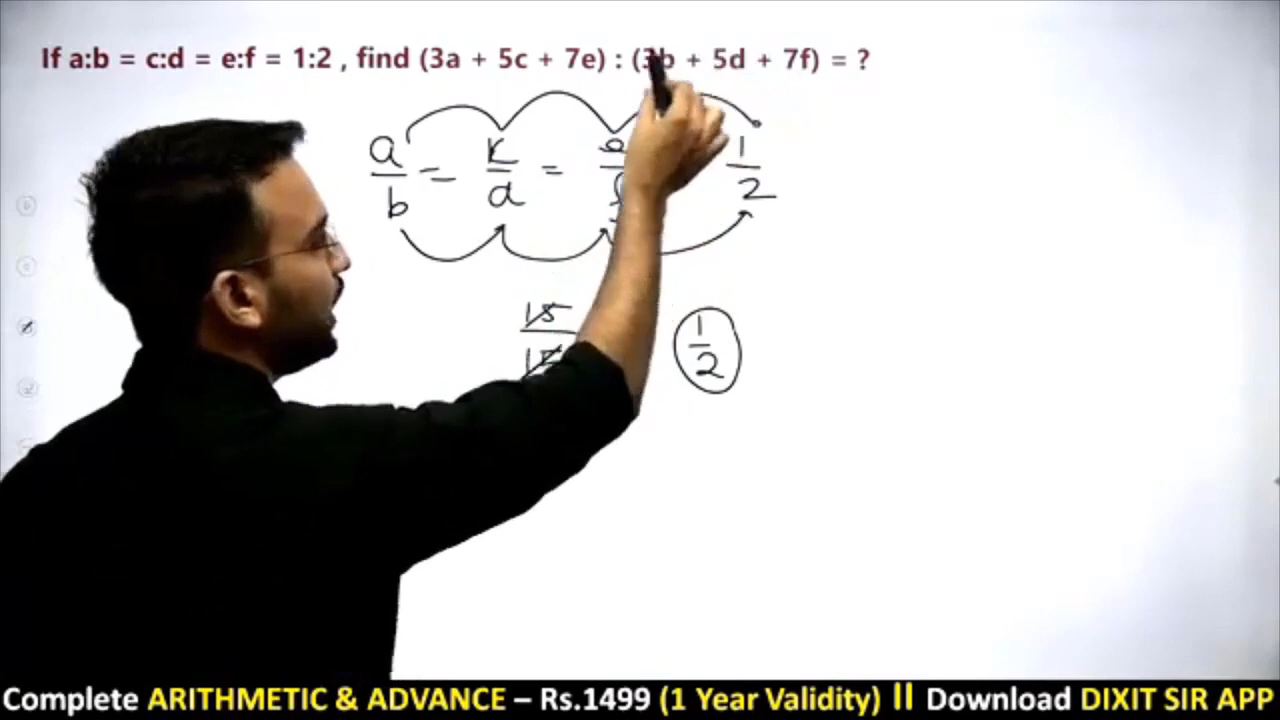 If a:b = c:d = e:f = 1:2 , find (3a + 5c + 7e) : (3b + 5d + 7f) = ?
a/b = r/d = e/f 1/2
15
1/2
Complete ARITHMETIC & ADVANCE – Rs.1499 (1 Year Validity) II Download DIXIT SIR APP